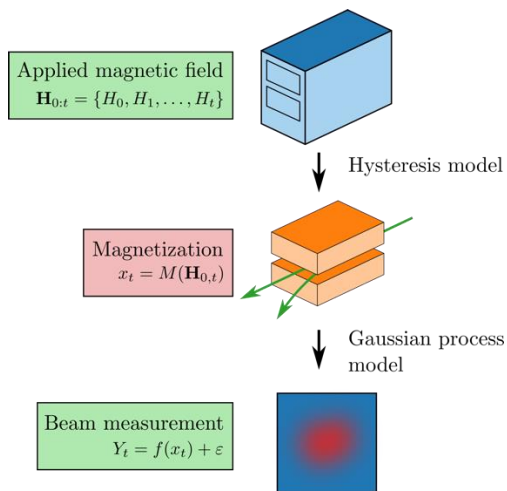 Applied magnetic field
H₀:ₜ = {H₀, H₁, . . . , Hₜ}
Hysteresis model
Magnetization
xₜ = M(H₀,ₜ)
Gaussian process
model
Beam measurement
Yₜ = f(xₜ) + ε